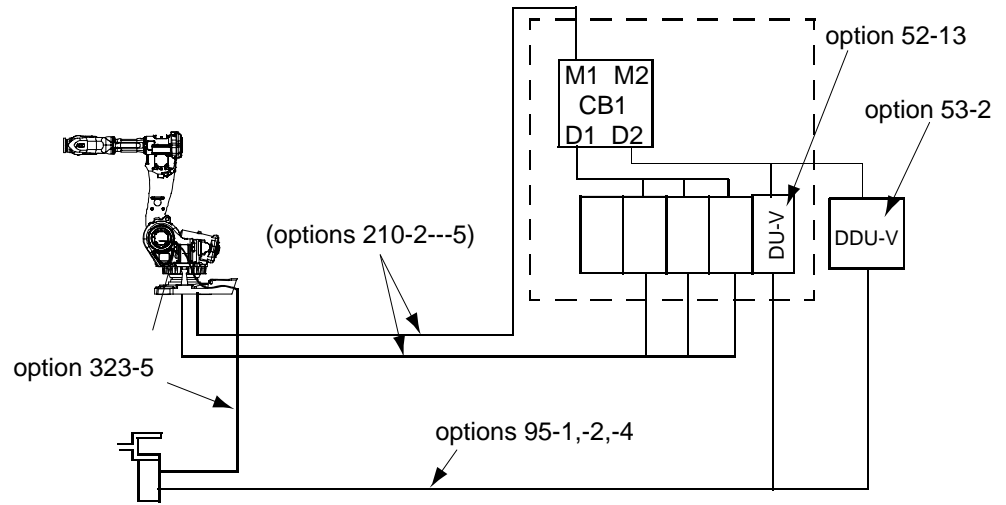 option 52-13
M1 M2
CB1
D1 D2
option 53-2
DU-V
DDU-V
(options 210-2---5)
option 323-5
options 95-1,-2,-4